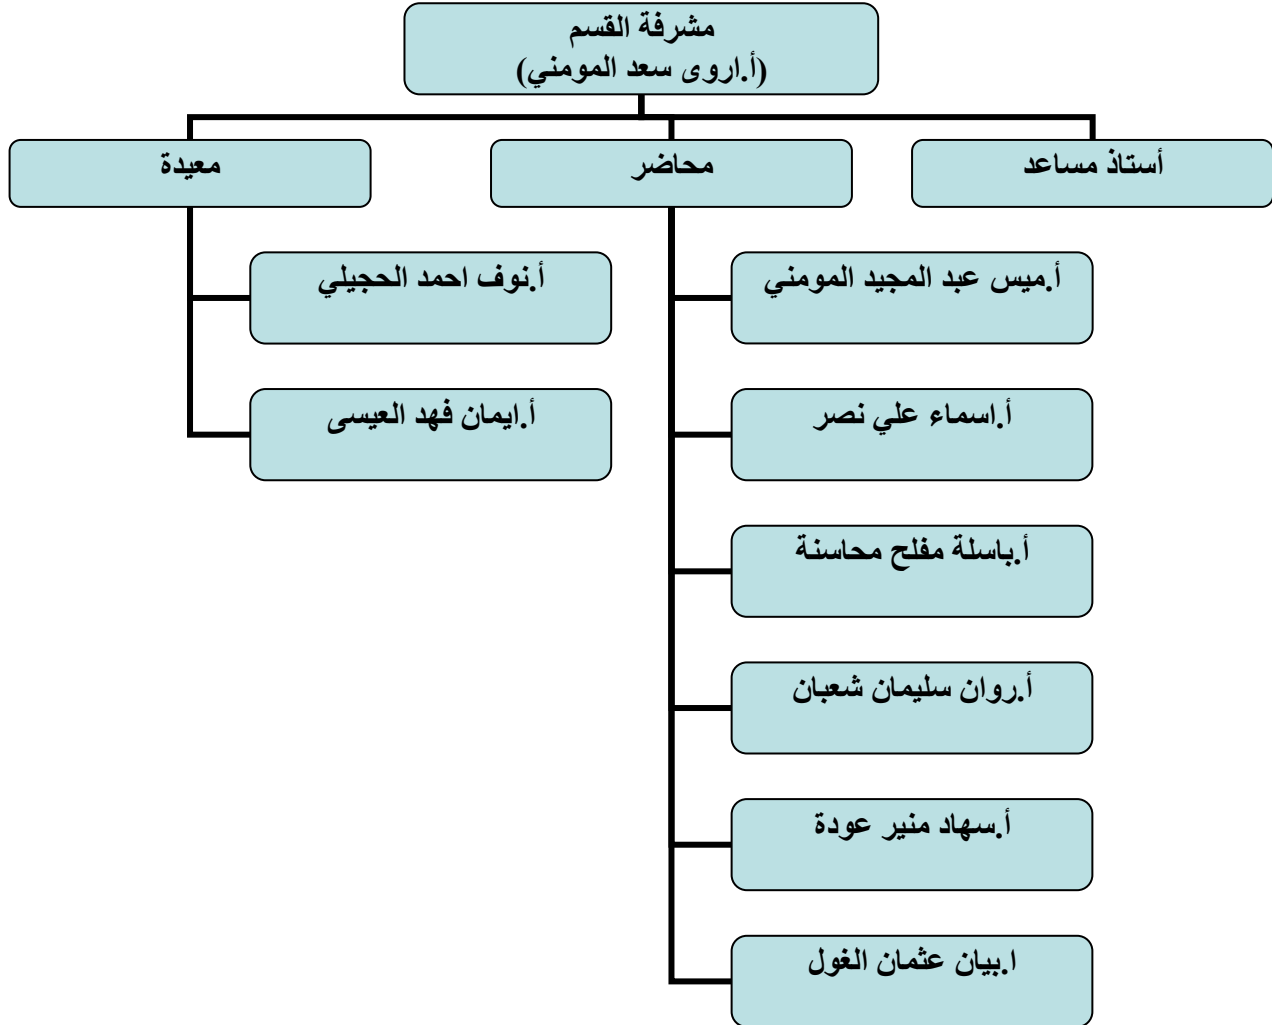 مشرفة القسم
(أ.اروى سعد المومني)
أستاذ مساعد
محاضر
معيدة
أ.ميس عبد المجيد المومني
أ.نوف احمد الحجيلي
أ.اسماء علي نصر
أ.ايمان فهد العيسى
أ.باسلة مفلح محاسنة
أ.روان سليمان شعبان
أ.سهاد منير عودة
ا.بيان عثمان الغول